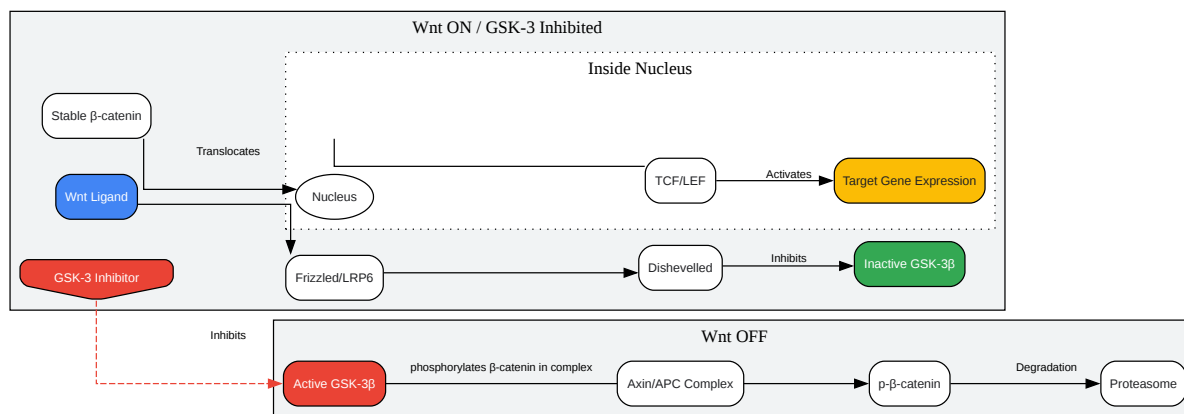 Wnt ON / GSK-3 Inhibited
Inside Nucleus
Stable β-catenin
Translocates
Wnt Ligand
Nucleus
TCF/LEF
Activates
Target Gene Expression
GSK-3 Inhibitor
Frizzled/LRP6
Dishevelled
Inhibits
Inactive GSK-3β
Inhibits
Wnt OFF
Active GSK-3β
phosphorylates β-catenin in complex
Axin/APC Complex
p-β-catenin
Degradation
Proteasome